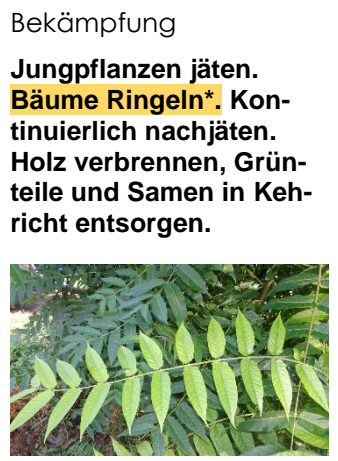 Bekämpfung
Jungpflanzen jäten.
Bäume Ringeln*. Kon-
tinuierlich nachjäten.
Holz verbrennen, Grün-
teile und Samen in Keh-
richt entsorgen.